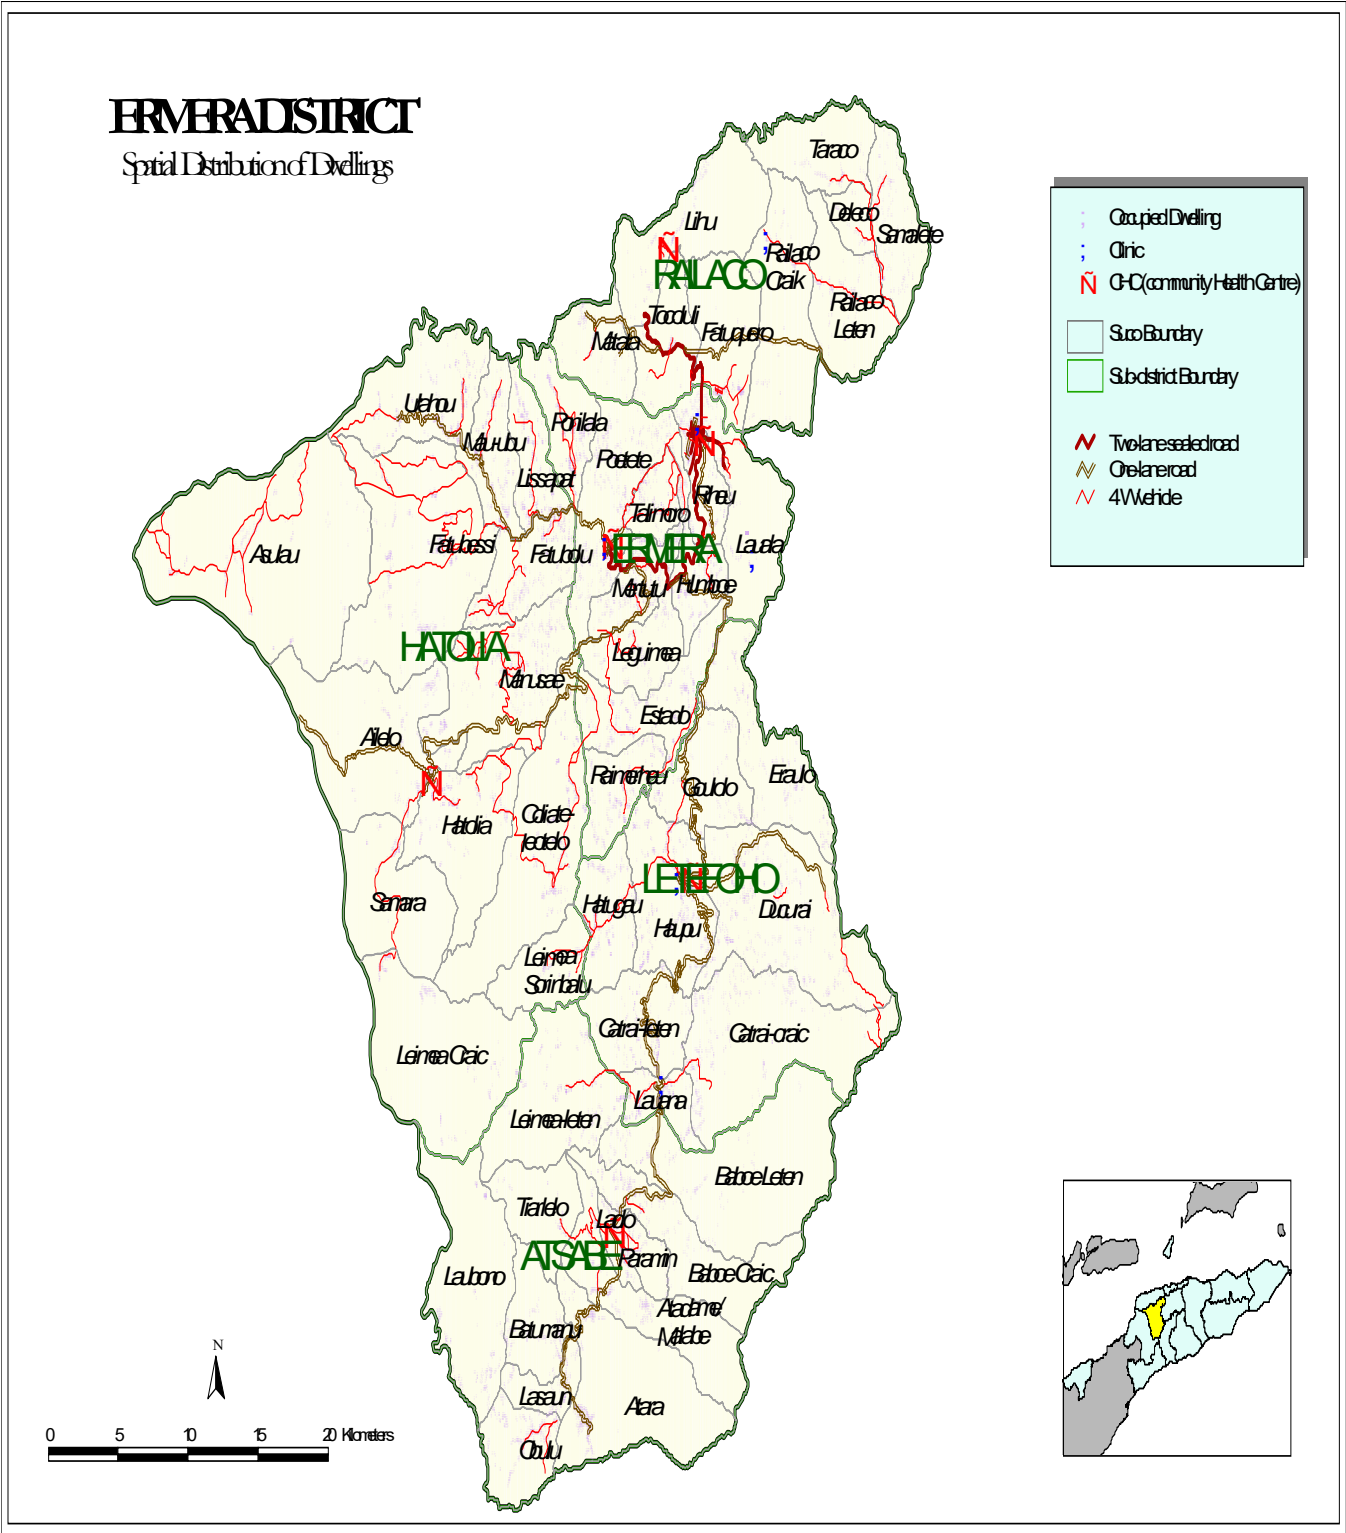 ERMERA DISTRICT
Spatial Distribution of Dwellings
Taraco
Deleco
Samalete
Lihu
Ñ
RAILACO
;
Railaco
Craik
Railaco
Leten
Tocoluli
Matata
Fatuquero
; Occupied Dwelling
; Clinic
Ñ CHC (community Health Centre)
Suco Boundary
Sub-district Boundary
Two-lane sealed road
One-lane road
4 W vehicle
Urahou
Mau-ubu
Ponilala
Poetete
Lissapat
Ñ
Riheu
Talimoro
Asulau
Fatubessi
Fatubolu
Ñ
ERMERA
Lauala
;
Mertutu
Humboe
HATOLIA
Leguimea
Manusae
Estado
Ailelo
Ñ
Raimerheu
Goulolo
Eraulo
Hatolia
Coliate-
leotelo
LETEFOHO
Ñ
;
Samara
Hatugau
Haupu
Ducurai
Leimea
Sorinbalu
Leimea Craic
Catrai-leten
Catrai-craic
Lauana
Leimea-leten
Baboe Leten
Tiarlelo
Laclo
Ñ
ATSABE
Paramin
Laubono
Baboe Craic
Atadame/
Malabe
Batumanu
Lasaun
Atara
Obulu
N
0 5 10 15 20 Kilometers